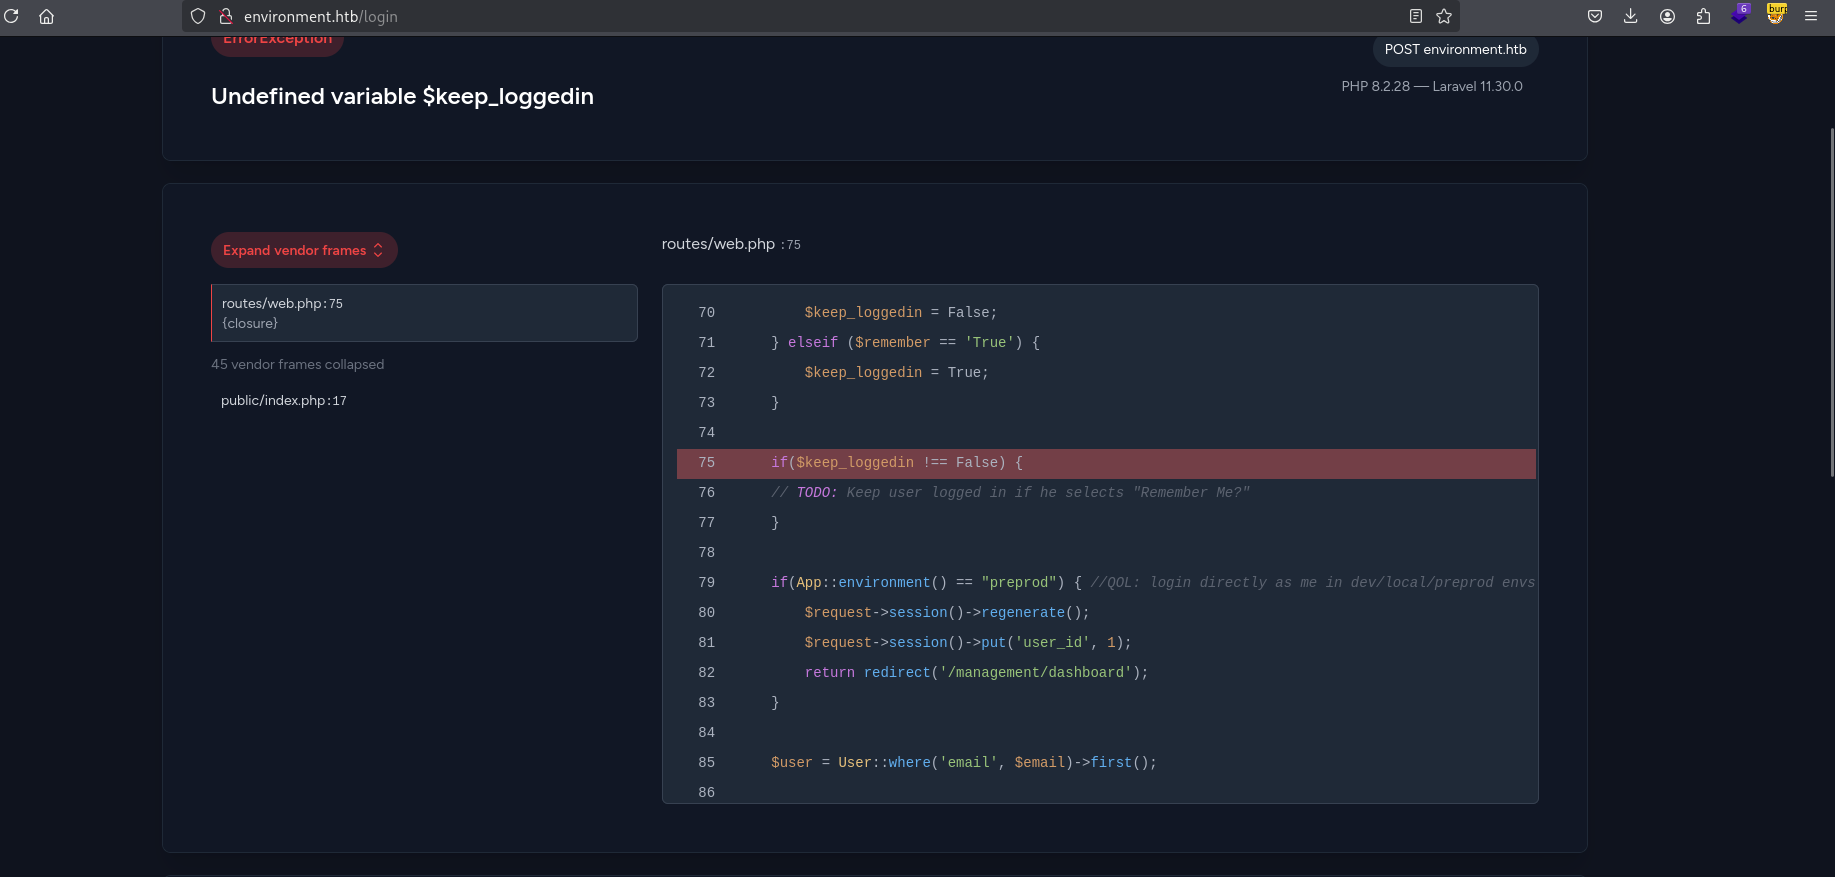 environment.htb/login
6
burp
ErrorException
POST environment.htb
Undefined variable $keep_loggedin
PHP 8.2.28 — Laravel 11.30.0
Expand vendor frames
routes/web.php:75
{closure}
45 vendor frames collapsed
public/index.php:17
routes/web.php :75
70 $keep_loggedin = False;
71 } elseif ($remember == 'True') {
72 $keep_loggedin = True;
73 }
74
75 if($keep_loggedin !== False) {
76 // TODO: Keep user logged in if he selects "Remember Me?"
77 }
78
79 if(App::environment() == "preprod") { //QOL: login directly as me in dev/local/preprod envs
80 $request->session()->regenerate();
81 $request->session()->put('user_id', 1);
82 return redirect('/management/dashboard');
83 }
84
85 $user = User::where('email', $email)->first();
86